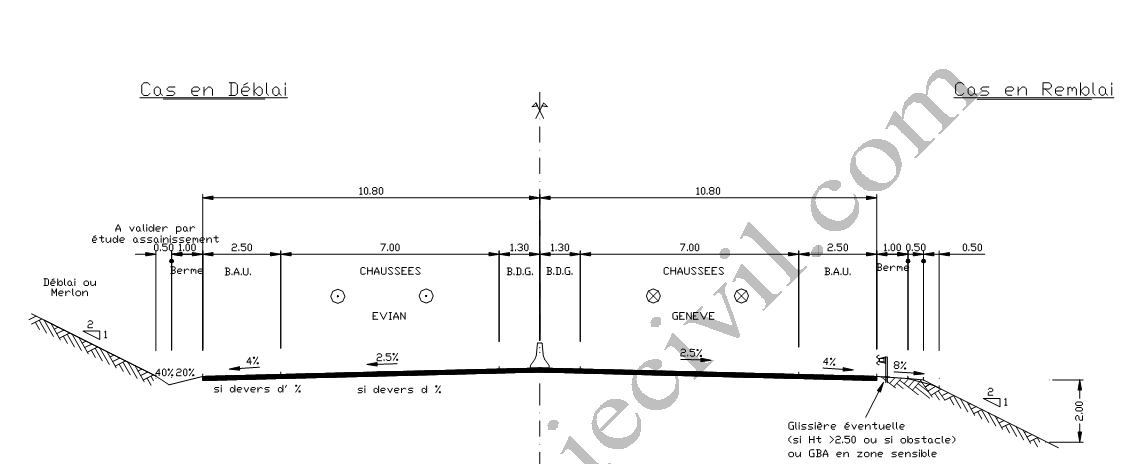 Cas en Déblai
Cas en Remblai
10.80 10.80
A valider par
étude assainissement
0.50 1.00 2.50 7.00 1.30 1.30 7.00 2.50 1.00 0.50 0.50
Berme B.A.U. CHAUSSEES B.D.G. B.D.G. CHAUSSEES B.A.U. Berme
Déblai ou
Merlon
EVIAN GENEVE
2
1
4% 2.5% 2.5% 4% 8%
40% 20%
si devers d' % si devers d %
2
1
2.00
Glissière éventuelle
(si Ht >2.50 ou si obstacle)
ou GBA en zone sensible
iecivil.com